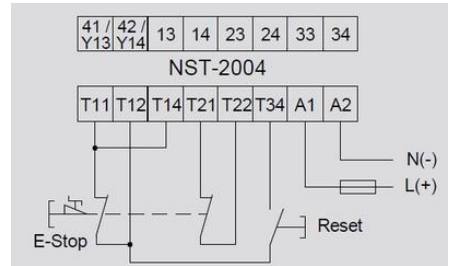 41/ 42/ 13 14 23 24 33 34
Y13 Y14
NST-2004
T11 T12 T14 T21 T22 T34 A1 A2
N(-)
L(+)
Reset
E-Stop